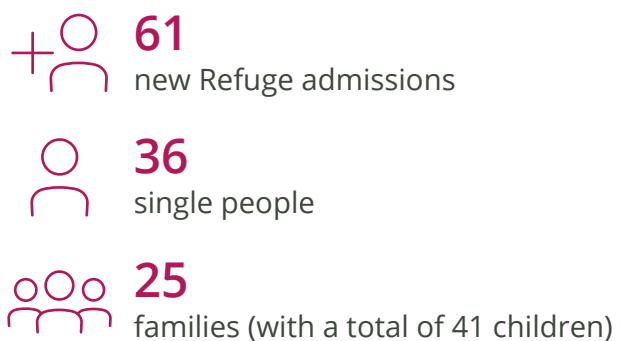 61
new Refuge admissions
36
single people
25
families (with a total of 41 children)